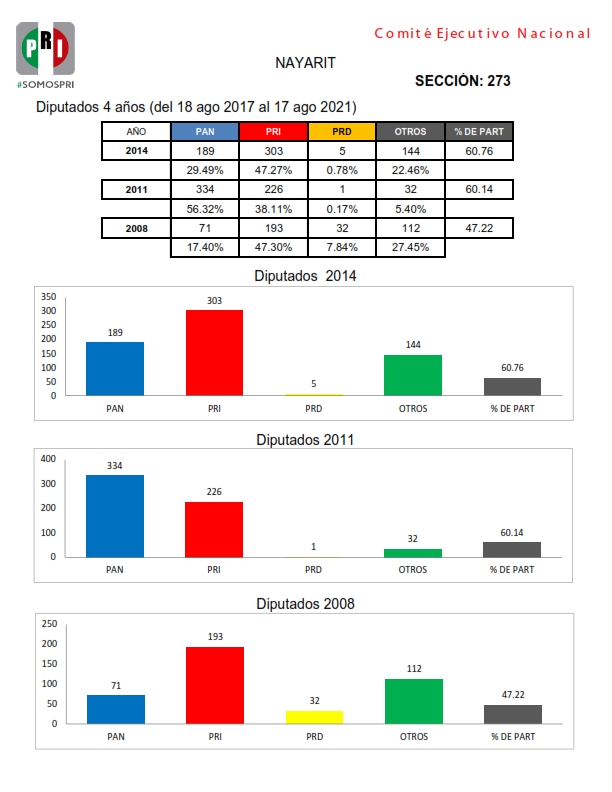 Comité Ejecutivo Nacional
PRI
#SOMOSPRI
NAYARIT
SECCIÓN: 273
Diputados 4 años (del 18 ago 2017 al 17 ago 2021)
AÑO PAN PRI PRD OTROS % DE PART
2014 189 303 5 144 60.76
29.49% 47.27% 0.78% 22.46%
2011 334 226 1 32 60.14
56.32% 38.11% 0.17% 5.40%
2008 71 193 32 112 47.22
17.40% 47.30% 7.84% 27.45%
Diputados 2014
350
300
250
200
150
100
50
0
189
303
5
144
60.76
PAN PRI PRD OTROS % DE PART
Diputados 2011
400
300
200
100
0
334
226
1
32
60.14
PAN PRI PRD OTROS % DE PART
Diputados 2008
250
200
150
100
50
0
71
193
32
112
47.22
PAN PRI PRD OTROS % DE PART